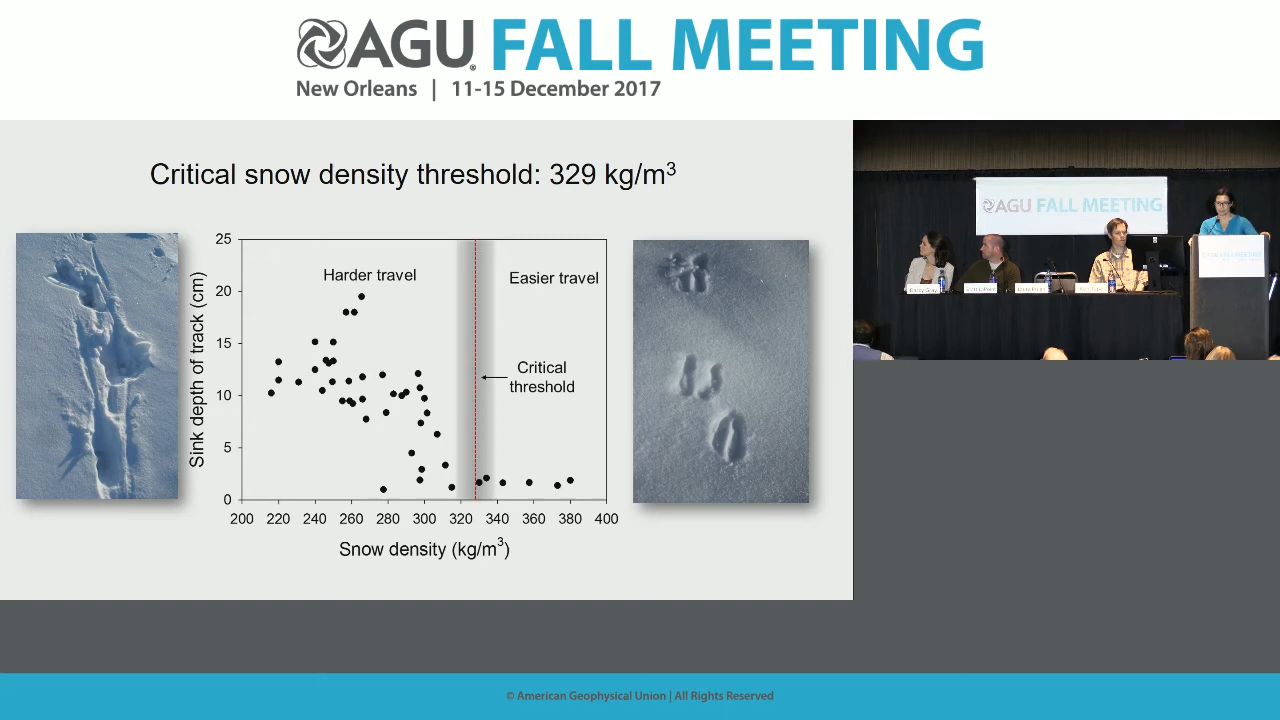 AGU FALL MEETING
New Orleans | 11-15 December 2017
Critical snow density threshold: 329 kg/m³
25
20
15
10
5
0
Sink depth of track (cm)
Harder travel
Easier travel
Critical
threshold
200 220 240 260 280 300 320 340 360 380 400
Snow density (kg/m³)
AGU FALL MEETING
© American Geophysical Union | All Rights Reserved